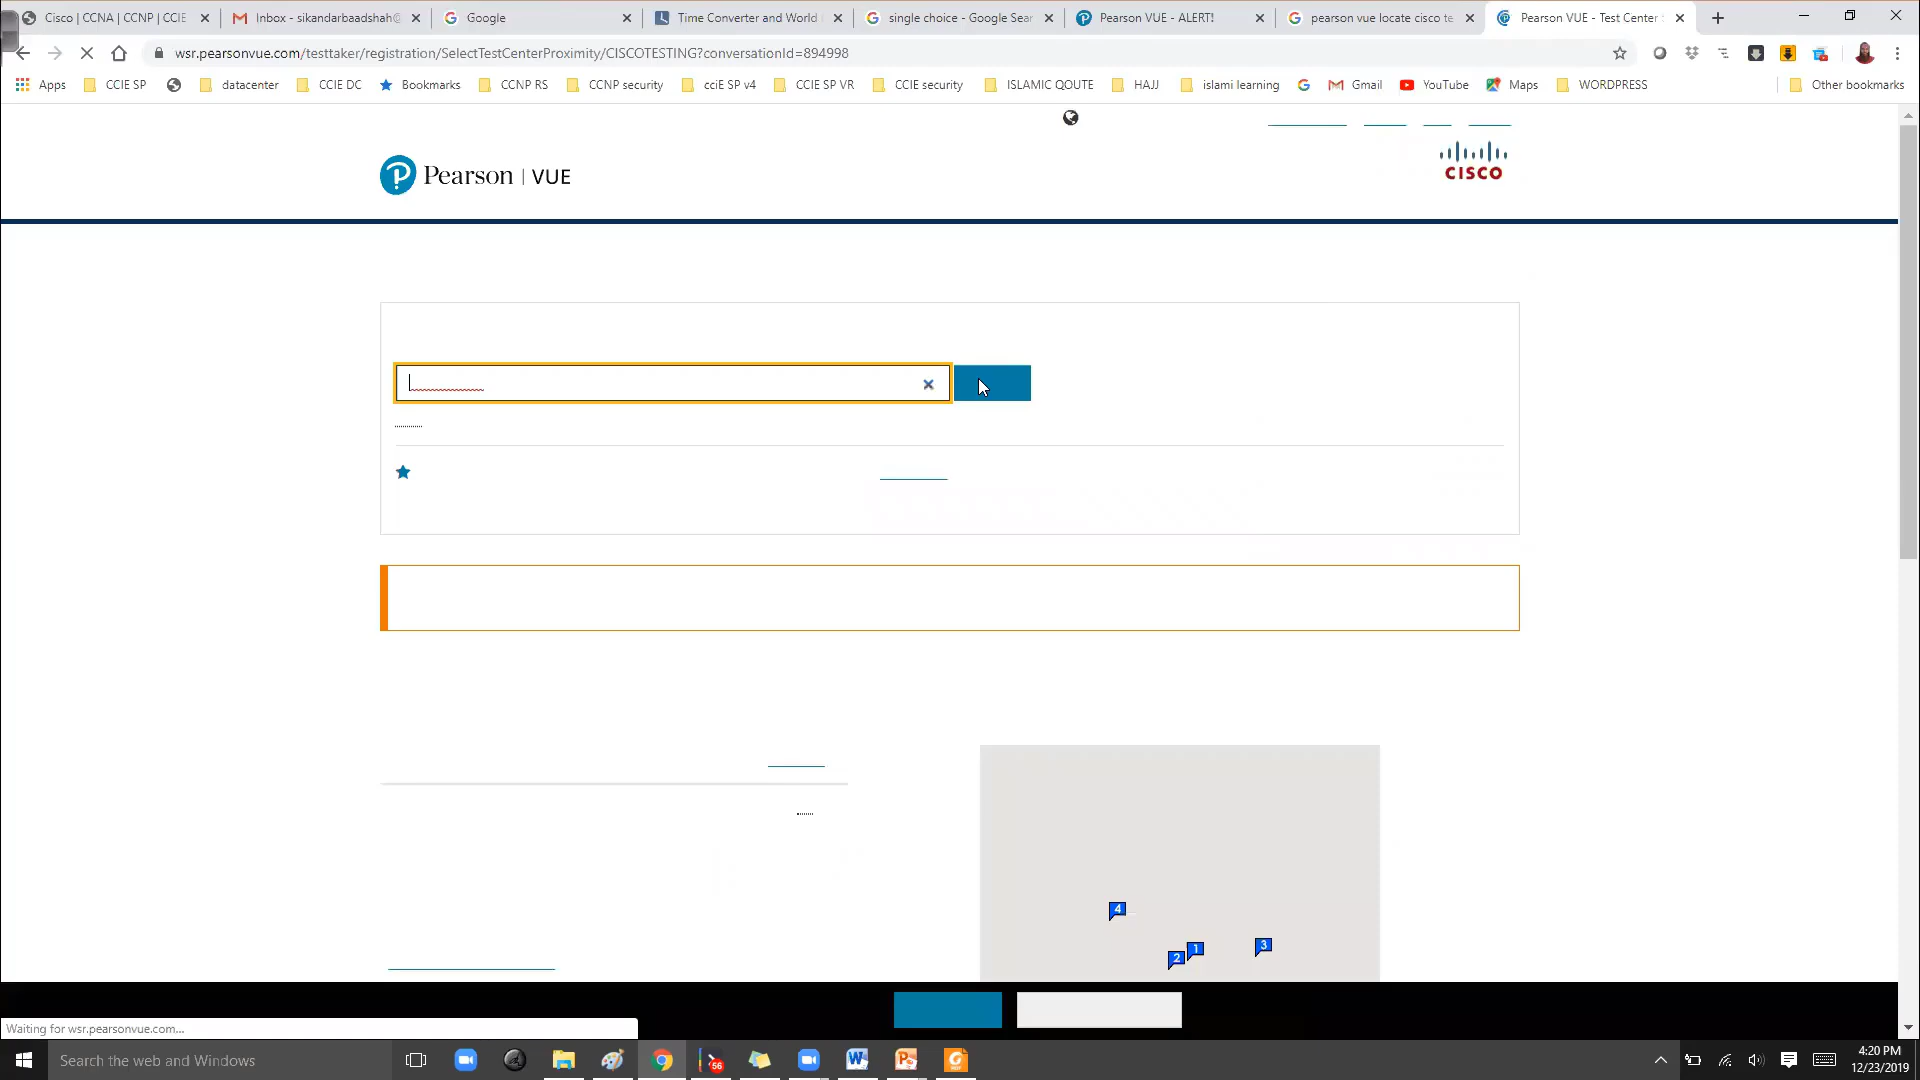 Cisco | CCNA | CCNP | CCIE
Inbox - sikandarbaadshah@
Google
Time Converter and World
single choice - Google Sear
Pearson VUE - ALERT!
pearson vue locate cisco te
Pearson VUE - Test Center
wsr.pearsonvue.com/testtaker/registration/SelectTestCenterProximity/CISCOTESTING?conversationId=894998
Apps
CCIE SP
datacenter
CCIE DC
Bookmarks
CCNP RS
CCNP security
cciE SP v4
CCIE SP VR
CCIE security
ISLAMIC QOUTE
HAJJ
islami learning
Gmail
YouTube
Maps
WORDPRESS
Other bookmarks
Pearson | VUE
CISCO
4
1
3
2
Waiting for wsr.pearsonvue.com...
Search the web and Windows
56
4:20 PM
12/23/2019